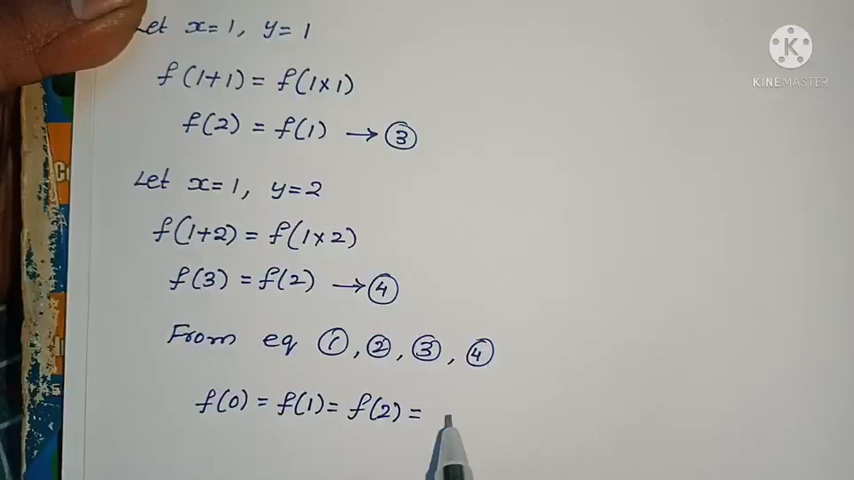 Let x=1, y=1
K
KINEMASTER
f(1+1) = f(1×1)
f(2) = f(1) → ③
Let x=1, y=2
f(1+2) = f(1×2)
f(3) = f(2) → ④
From eq ①, ②, ③, ④
f(0) = f(1) = f(2) =